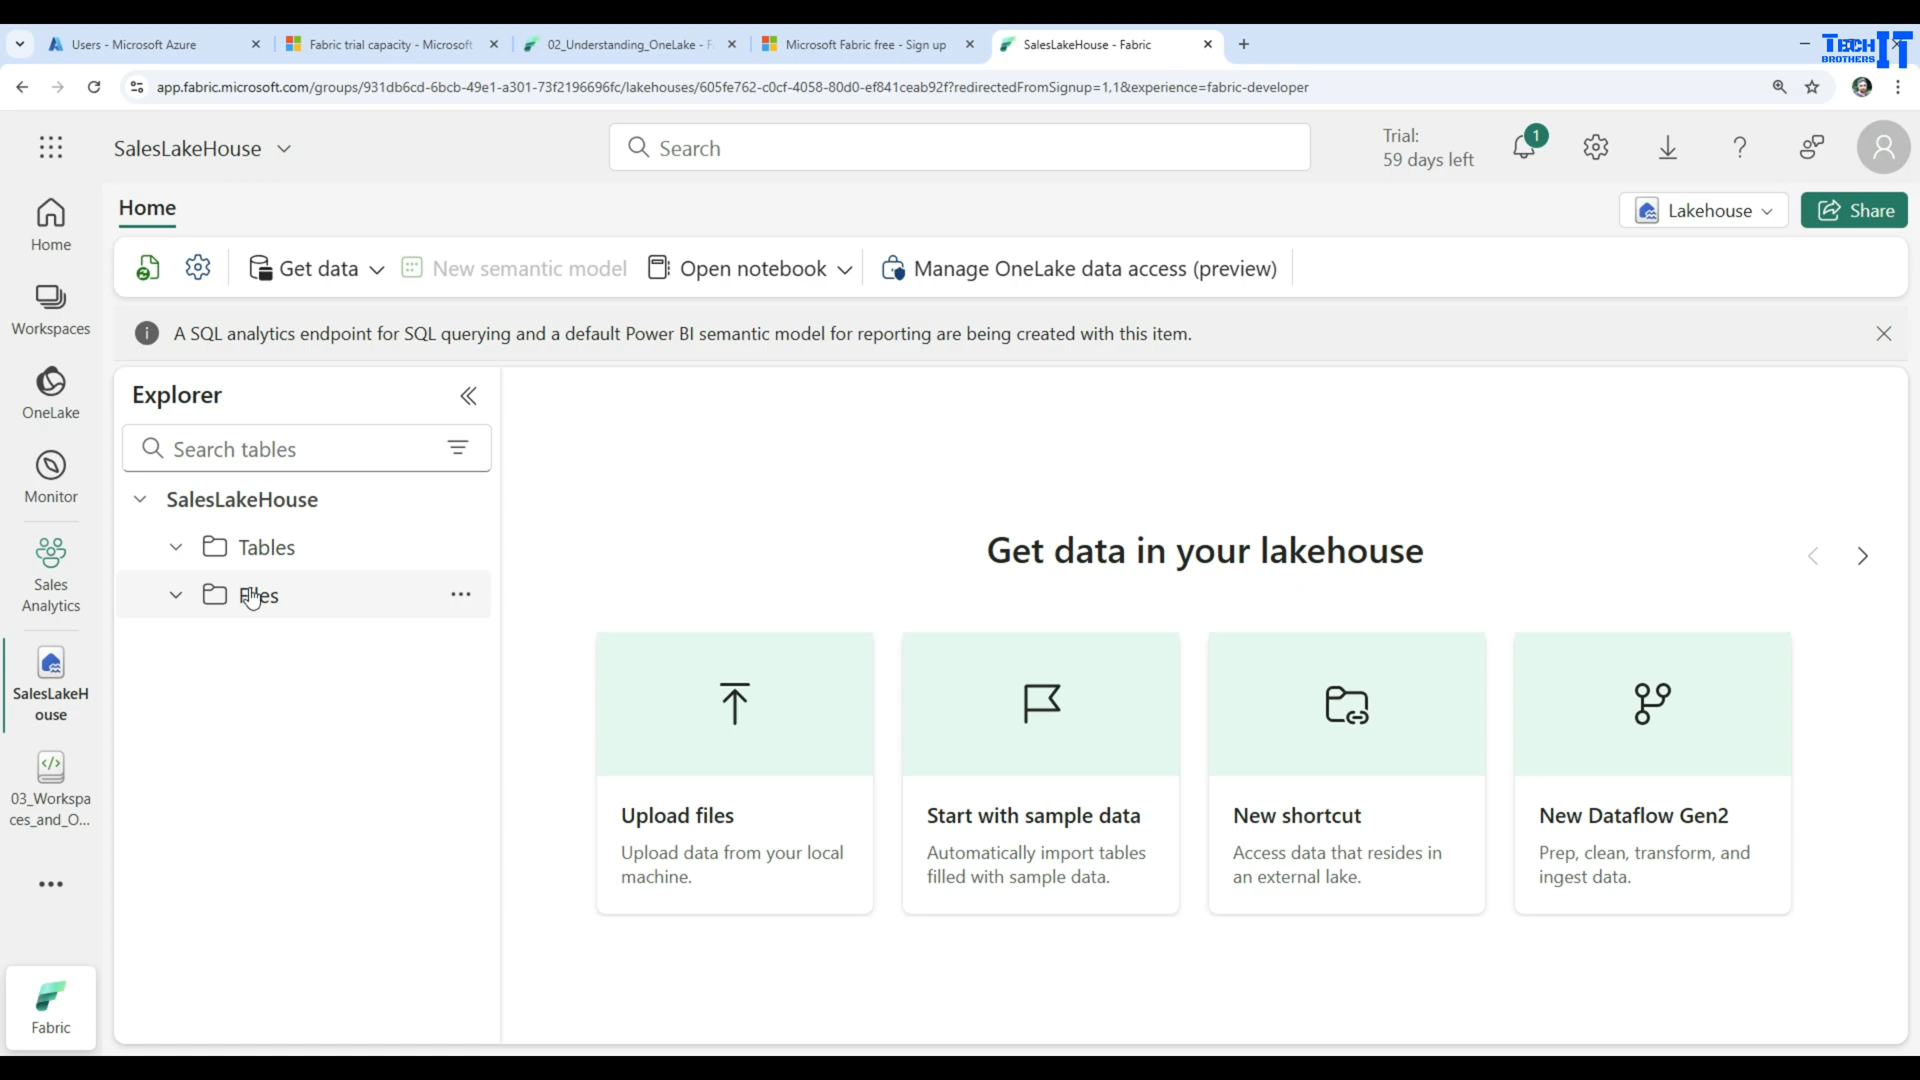 Users - Microsoft Azure
Fabric trial capacity - Microsoft
02_Understanding_OneLake - F
Microsoft Fabric free - Sign up
SalesLakeHouse - Fabric
TECH IT
BROTHERS
app.fabric.microsoft.com/groups/931db6cd-6bcb-49e1-a301-73f2196696fc/lakehouses/605fe762-c0cf-4058-80d0-ef841ceab92f?redirectedFromSignup=1,1&experience=fabric-developer
SalesLakeHouse
Search
Trial:
59 days left
1
Home
Lakehouse
Share
Get data
New semantic model
Open notebook
Manage OneLake data access (preview)
A SQL analytics endpoint for SQL querying and a default Power BI semantic model for reporting are being created with this item.
Home
Workspaces
OneLake
Monitor
Sales
Analytics
SalesLakeH
ouse
03_Workspa
ces_and_O...
Fabric
Explorer
Search tables
SalesLakeHouse
Tables
Files
Get data in your lakehouse
Upload files
Upload data from your local
machine.
Start with sample data
Automatically import tables
filled with sample data.
New shortcut
Access data that resides in
an external lake.
New Dataflow Gen2
Prep, clean, transform, and
ingest data.